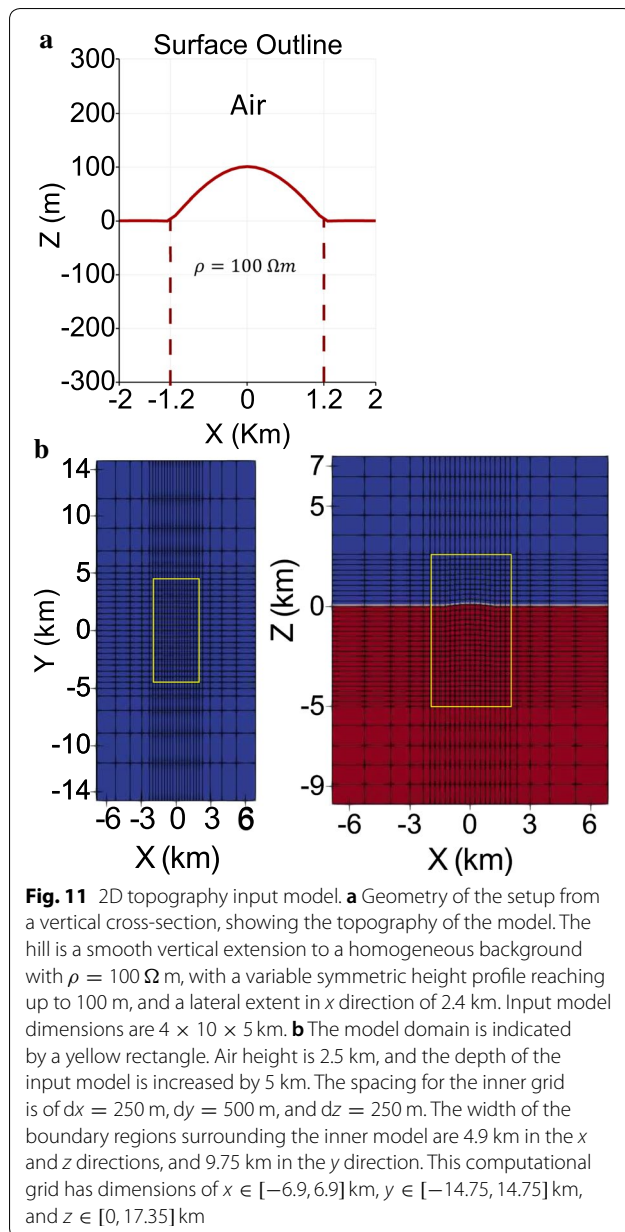 a
Surface Outline
300
200
100
0
-100
-200
-300
Z (m)
Air
ρ = 100 Ωm
-2 -1.2 0 1.2 2
X (Km)
b
14
10
5
0
-5
-10
-14
Y (km)
-6 -3 0 3 6
X (km)
7
5
0
-5
-9
Z (km)
-6 -3 0 3 6
X (km)
Fig. 11 2D topography input model. a Geometry of the setup from
a vertical cross-section, showing the topography of the model. The
hill is a smooth vertical extension to a homogeneous background
with ρ = 100 Ω m, with a variable symmetric height profile reaching
up to 100 m, and a lateral extent in x direction of 2.4 km. Input model
dimensions are 4 × 10 × 5 km. b The model domain is indicated
by a yellow rectangle. Air height is 2.5 km, and the depth of the
input model is increased by 5 km. The spacing for the inner grid
is of dx = 250 m, dy = 500 m, and dz = 250 m. The width of the
boundary regions surrounding the inner model are 4.9 km in the x
and z directions, and 9.75 km in the y direction. This computational
grid has dimensions of x ∈ [−6.9, 6.9] km, y ∈ [−14.75, 14.75] km,
and z ∈ [0, 17.35] km